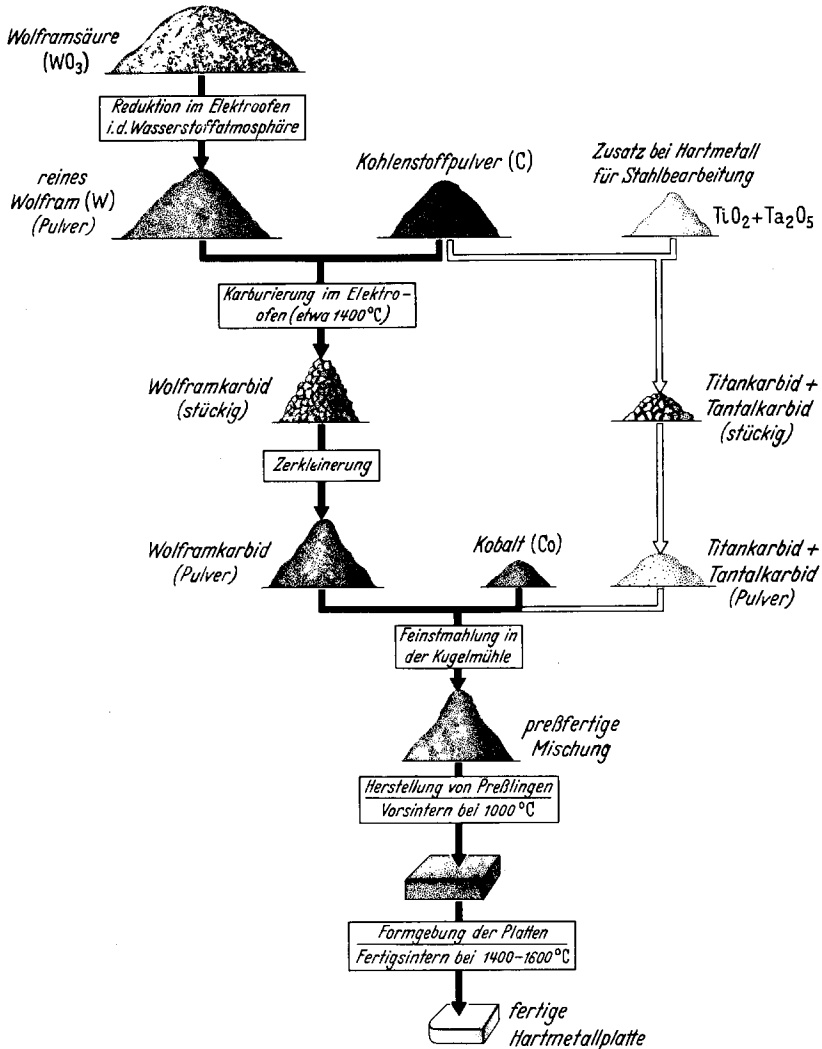 Wolframsäure
(WO₃)
Reduktion im Elektroofen
i.d. Wasserstoffatmosphäre
reines
Wolfram (W)
(Pulver)
Kohlenstoffpulver (C)
Zusatz bei Hartmetall
für Stahlbearbeitung
TiO₂+Ta₂O₅
Karburierung im Elektro-
ofen (etwa 1400°C)
Wolframkarbid
(stückig)
Titankarbid +
Tantalkarbid
(stückig)
Zerkleinerung
Wolframkarbid
(Pulver)
Kobalt (Co)
Titankarbid +
Tantalkarbid
(Pulver)
Feinstmahlung in
der Kugelmühle
preßfertige
Mischung
Herstellung von Preßlingen
Vorsintern bei 1000°C
Formgebung der Platten
Fertigsintern bei 1400-1600°C
fertige
Hartmetallplatte